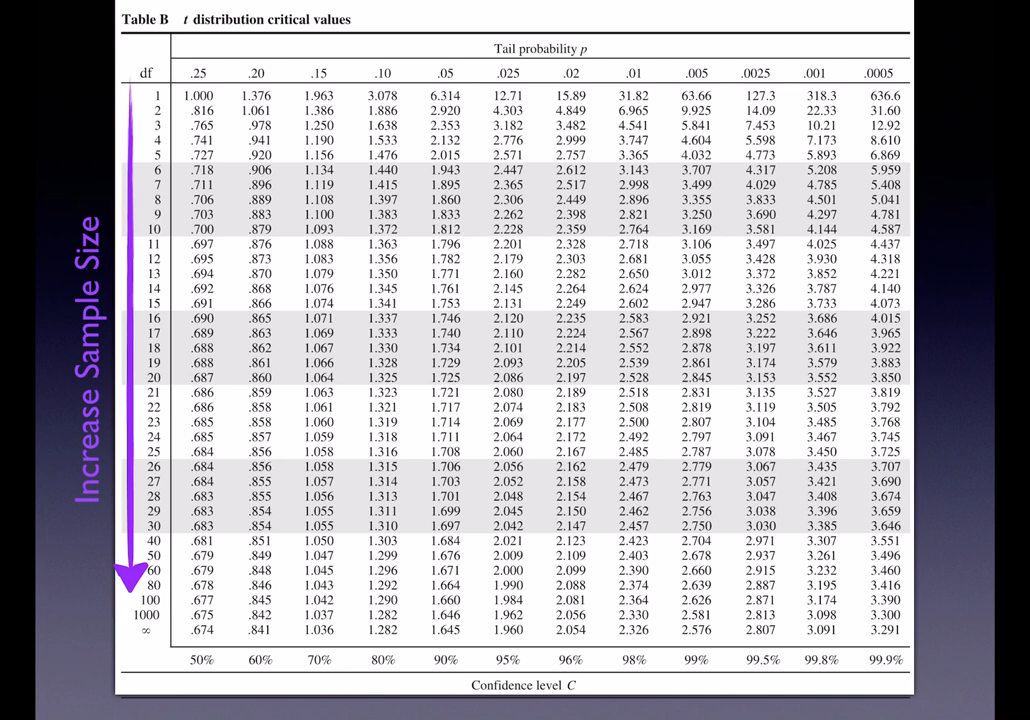 Table B t distribution critical values
Tail probability p
df .25 .20 .15 .10 .05 .025 .02 .01 .005 .0025 .001 .0005
1 1.000 1.376 1.963 3.078 6.314 12.71 15.89 31.82 63.66 127.3 318.3 636.6
2 .816 1.061 1.386 1.886 2.920 4.303 4.849 6.965 9.925 14.09 22.33 31.60
3 .765 .978 1.250 1.638 2.353 3.182 3.482 4.541 5.841 7.453 10.21 12.92
4 .741 .941 1.190 1.533 2.132 2.776 2.999 3.747 4.604 5.598 7.173 8.610
5 .727 .920 1.156 1.476 2.015 2.571 2.757 3.365 4.032 4.773 5.893 6.869
6 .718 .906 1.134 1.440 1.943 2.447 2.612 3.143 3.707 4.317 5.208 5.959
7 .711 .896 1.119 1.415 1.895 2.365 2.517 2.998 3.499 4.029 4.785 5.408
8 .706 .889 1.108 1.397 1.860 2.306 2.449 2.896 3.355 3.833 4.501 5.041
9 .703 .883 1.100 1.383 1.833 2.262 2.398 2.821 3.250 3.690 4.297 4.781
10 .700 .879 1.093 1.372 1.812 2.228 2.359 2.764 3.169 3.581 4.144 4.587
11 .697 .876 1.088 1.363 1.796 2.201 2.328 2.718 3.106 3.497 4.025 4.437
12 .695 .873 1.083 1.356 1.782 2.179 2.303 2.681 3.055 3.428 3.930 4.318
13 .694 .870 1.079 1.350 1.771 2.160 2.282 2.650 3.012 3.372 3.852 4.221
14 .692 .868 1.076 1.345 1.761 2.145 2.264 2.624 2.977 3.326 3.787 4.140
15 .691 .866 1.074 1.341 1.753 2.131 2.249 2.602 2.947 3.286 3.733 4.073
16 .690 .865 1.071 1.337 1.746 2.120 2.235 2.583 2.921 3.252 3.686 4.015
17 .689 .863 1.069 1.333 1.740 2.110 2.224 2.567 2.898 3.222 3.646 3.965
18 .688 .862 1.067 1.330 1.734 2.101 2.214 2.552 2.878 3.197 3.611 3.922
19 .688 .861 1.066 1.328 1.729 2.093 2.205 2.539 2.861 3.174 3.579 3.883
20 .687 .860 1.064 1.325 1.725 2.086 2.197 2.528 2.845 3.153 3.552 3.850
21 .686 .859 1.063 1.323 1.721 2.080 2.189 2.518 2.831 3.135 3.527 3.819
22 .686 .858 1.061 1.321 1.717 2.074 2.183 2.508 2.819 3.119 3.505 3.792
23 .685 .858 1.060 1.319 1.714 2.069 2.177 2.500 2.807 3.104 3.485 3.768
24 .685 .857 1.059 1.318 1.711 2.064 2.172 2.492 2.797 3.091 3.467 3.745
25 .684 .856 1.058 1.316 1.708 2.060 2.167 2.485 2.787 3.078 3.450 3.725
26 .684 .856 1.058 1.315 1.706 2.056 2.162 2.479 2.779 3.067 3.435 3.707
27 .684 .855 1.057 1.314 1.703 2.052 2.158 2.473 2.771 3.057 3.421 3.690
28 .683 .855 1.056 1.313 1.701 2.048 2.154 2.467 2.763 3.047 3.408 3.674
29 .683 .854 1.055 1.311 1.699 2.045 2.150 2.462 2.756 3.038 3.396 3.659
30 .683 .854 1.055 1.310 1.697 2.042 2.147 2.457 2.750 3.030 3.385 3.646
40 .681 .851 1.050 1.303 1.684 2.021 2.123 2.423 2.704 2.971 3.307 3.551
50 .679 .849 1.047 1.299 1.676 2.009 2.109 2.403 2.678 2.937 3.261 3.496
60 .679 .848 1.045 1.296 1.671 2.000 2.099 2.390 2.660 2.915 3.232 3.460
80 .678 .846 1.043 1.292 1.664 1.990 2.088 2.374 2.639 2.887 3.195 3.416
100 .677 .845 1.042 1.290 1.660 1.984 2.081 2.364 2.626 2.871 3.174 3.390
1000 .675 .842 1.037 1.282 1.646 1.962 2.056 2.330 2.581 2.813 3.098 3.300
∞ .674 .841 1.036 1.282 1.645 1.960 2.054 2.326 2.576 2.807 3.091 3.291
50% 60% 70% 80% 90% 95% 96% 98% 99% 99.5% 99.8% 99.9%
Confidence level C
Increase Sample Size